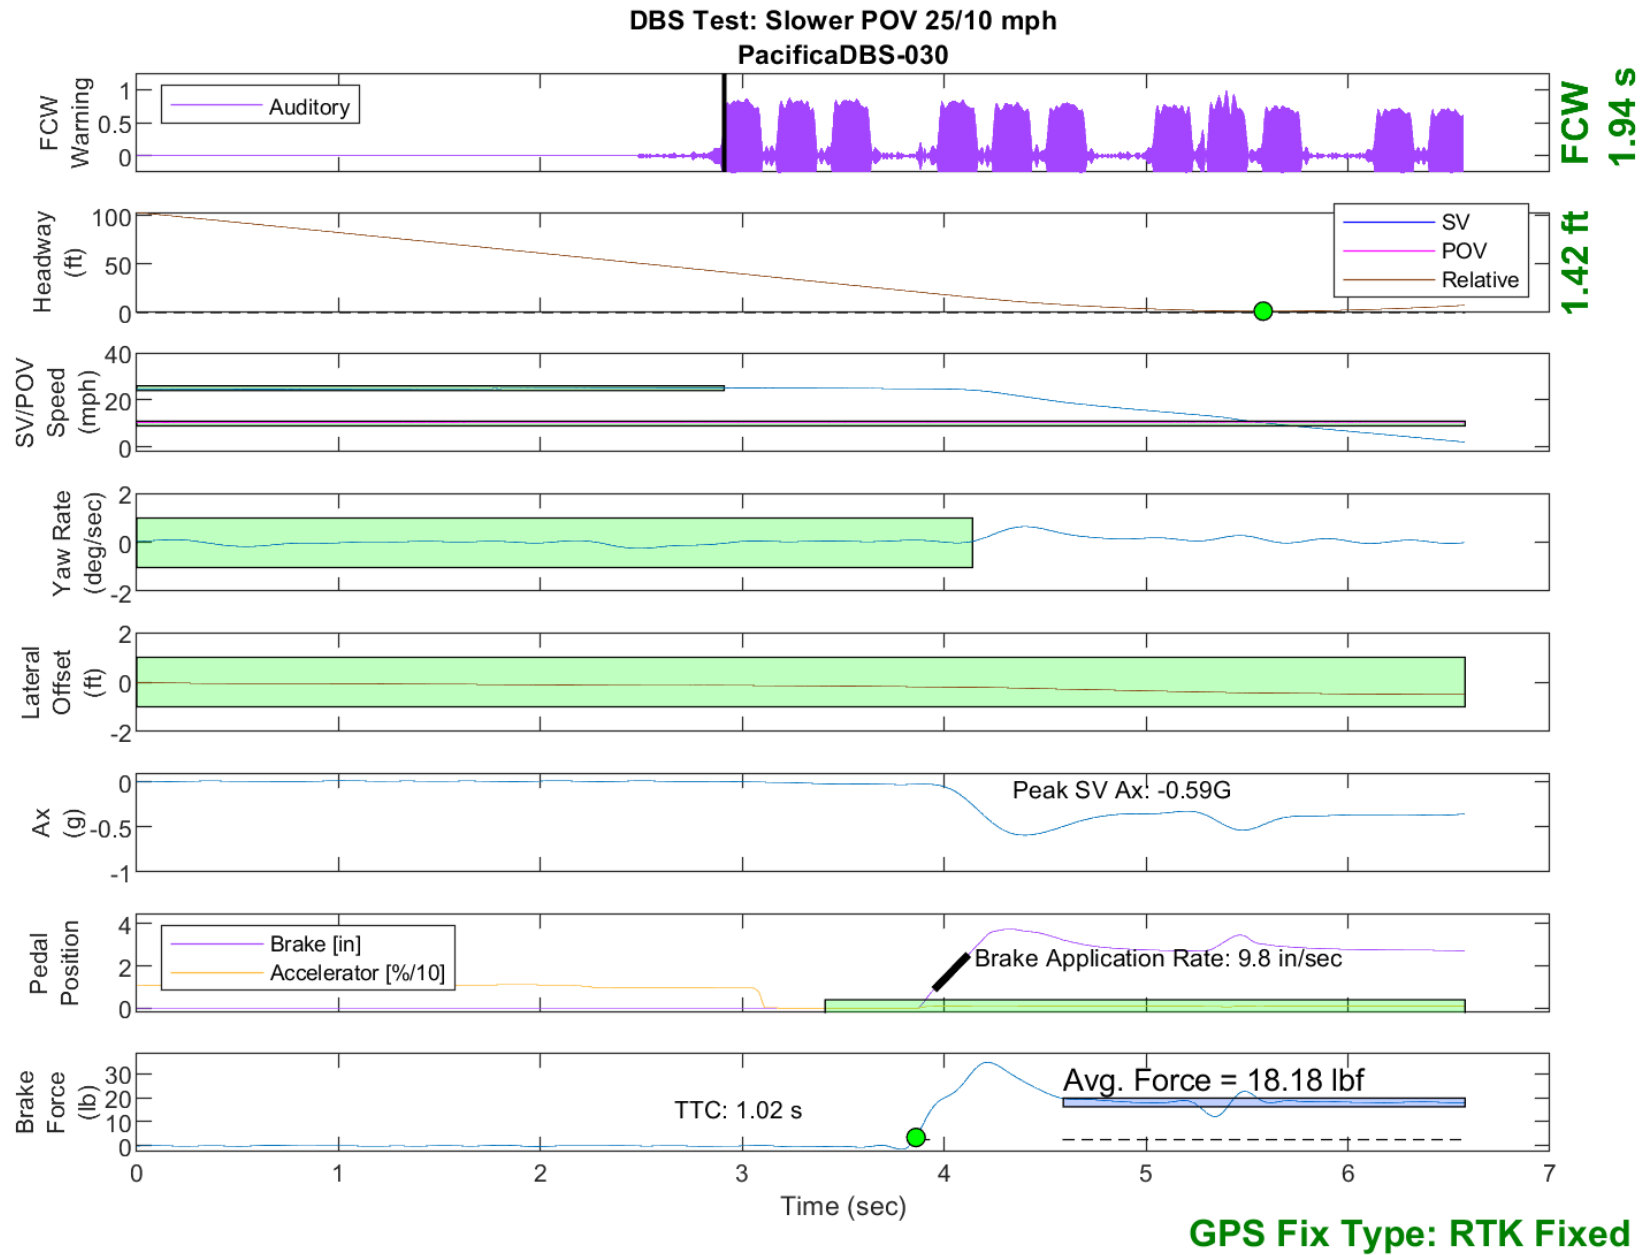 DBS Test: Slower POV 25/10 mph
PacificaDBS-030
FCW
Warning
1
0.5
0
Auditory
FCW
1.94 s
Headway
(ft)
100
50
0
SV
POV
Relative
1.42 ft
SV/POV
Speed
(mph)
40
20
0
Yaw Rate
(deg/sec)
2
0
-2
Lateral
Offset
(ft)
2
0
-2
Ax
(g)
0
-0.5
-1
Peak SV Ax: -0.59G
Pedal
Position
4
2
0
Brake [in]
Accelerator [%/10]
Brake Application Rate: 9.8 in/sec
Brake
Force
(lb)
30
20
10
0
TTC: 1.02 s
Avg. Force = 18.18 lbf
0 1 2 3 4 5 6 7
Time (sec)
GPS Fix Type: RTK Fixed